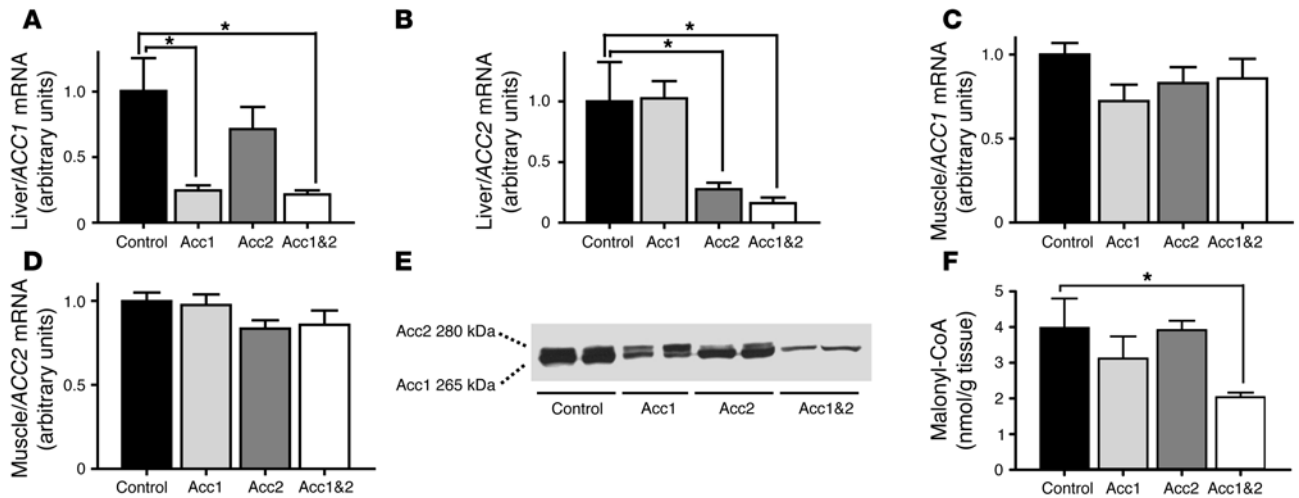 A
Liver/ACC1 mRNA
(arbitrary units)
1.0
0.5
0
*
*
Control Acc1 Acc2 Acc1&2
B
Liver/ACC2 mRNA
(arbitrary units)
1.0
0.5
0
*
*
Control Acc1 Acc2 Acc1&2
C
Muscle/ACC1 mRNA
(arbitrary units)
1.0
0.5
0
Control Acc1 Acc2 Acc1&2
D
Muscle/ACC2 mRNA
(arbitrary units)
1.0
0.5
0
Control Acc1 Acc2 Acc1&2
E
Acc2 280 kDa
Acc1 265 kDa
Control Acc1 Acc2 Acc1&2
F
Malonyl-CoA
(nmol/g tissue)
5
4
3
2
1
0
*
Control Acc1 Acc2 Acc1&2